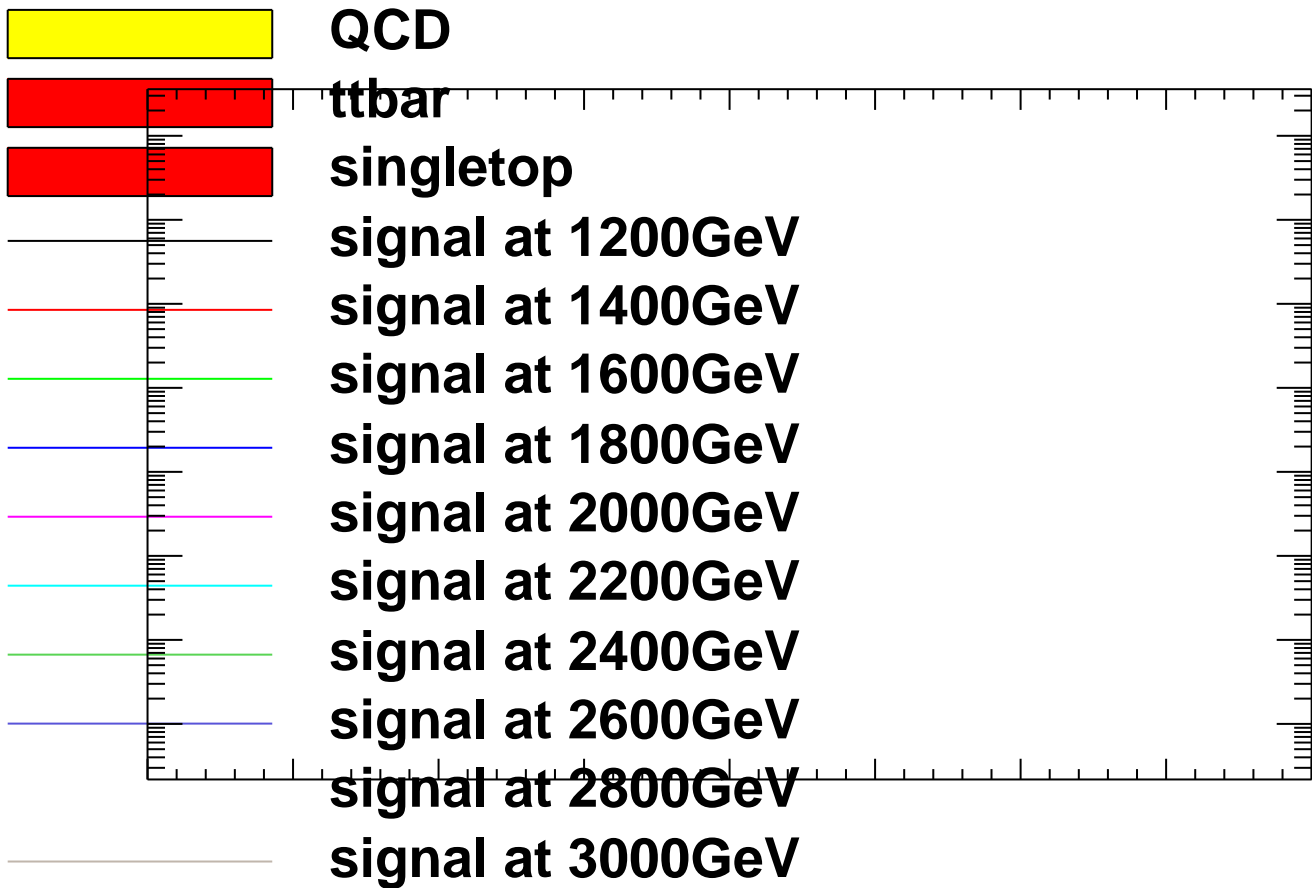 QCD
ttbar
singletop
signal at 1200GeV
signal at 1400GeV
signal at 1600GeV
signal at 1800GeV
signal at 2000GeV
signal at 2200GeV
signal at 2400GeV
signal at 2600GeV
signal at 2800GeV
signal at 3000GeV